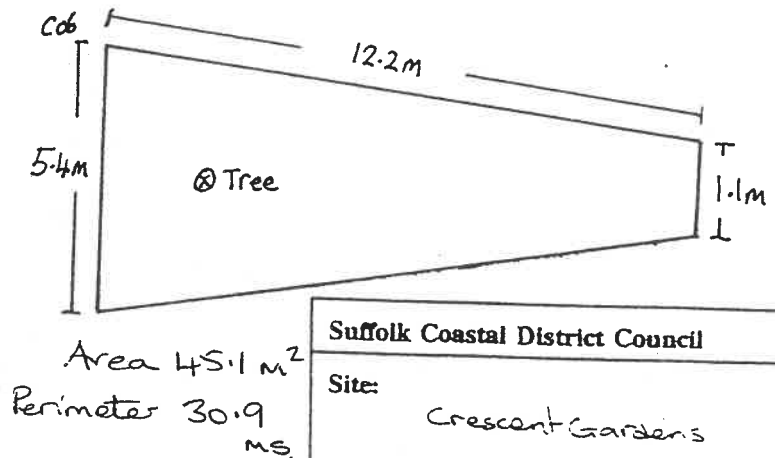 Cob
12.2m
5.4m
Tree
1.1m
Area 45.1 m²
Perimeter 30.9
ms
Suffolk Coastal District Council
Site:
Crescent Gardens